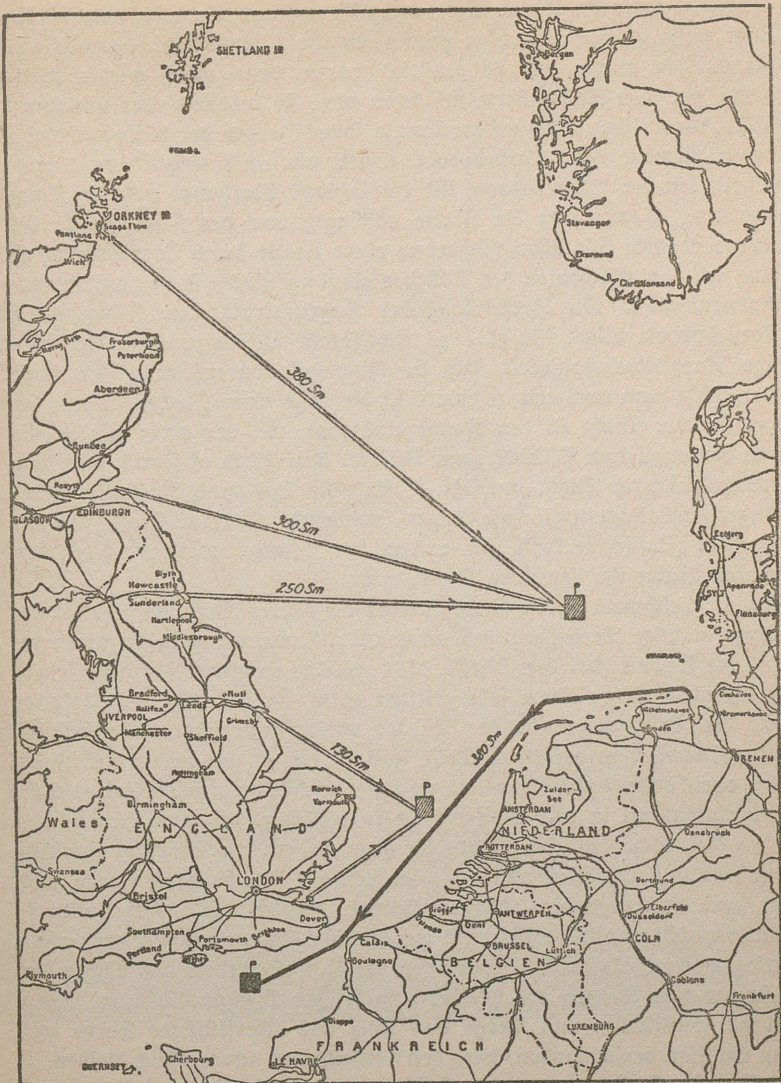 SHETLAND
Bergen
ORKNEY
Scapa Flow
Pentland Firth
Wick
Stavanger
Ekersund
Christiansand
Fraserburgh
Peterhead
Aberdeen
380 Sm
Dundee
Rosyth
GLASGOW
EDINBURGH
300 Sm
Esbjerg
Blyth
Newcastle
250 Sm
Sunderland
Hartlepool
Middlesbrough
SYLT
Apenrade
Flensburg
Bradford
Hull
Halifax
Leeds
LIVERPOOL
Grimsby
Manchester
Sheffield
130 Sm
380 Sm
Cuxhaven
Wilhelmshaven
Bremerhaven
Emden
BREMEN
Nottingham
Norwich
Yarmouth
Zuider
See
AMSTERDAM
Birmingham
Wales
ENGLAND
NIEDERLAND
Osnabrück
ROTTERDAM
Swansea
LONDON
Dortmund
Bristol
Elberfeld
Düsseldorf
Dover
Brügge
ANTWERPEN
Gent
Southampton
Portsmouth
Brighton
Portland
Wight
Calais
BRÜSSEL
CÖLN
Boulogne
BELGIEN
Lüttich
Plymouth
Coblenz
Frankfurt
Dieppe
LUXEMBURG
FRANKREICH
Cherbourg
GUERNSEY
LE HAVRE